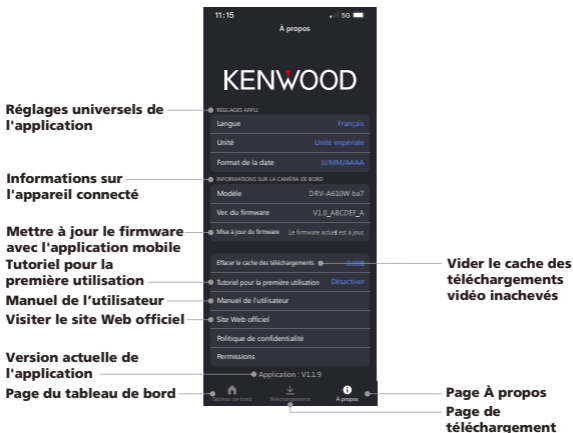 11:15 5G
À propos
KENWOOD
Réglages universels de
l'application
RÉGLAGES APPLI
Langue Français
Unité Unité impériale
Format de la date JJ/MM/AAAA
Informations sur
l'appareil connecté
INFORMATIONS SUR LA CAMÉRA DE BORD
Modèle DRV-A610W ba7
Ver. du firmware V1.0_ABCDEF_A
Mettre à jour le firmware
avec l'application mobile
Mise à jour du firmware Le firmware actuel est à jour.
Tutoriel pour la
première utilisation
Effacer le cache des téléchargements 0.00B
Vider le cache des
téléchargements
vidéo inachevés
Tutoriel pour la première utilisation Désactiver
Manuel de l’utilisateur
Manuel de l'utilisateur
Visiter le site Web officiel
Site Web officiel
Politique de confidentialité
Permissions
Version actuelle de
l'application
Application : V1.1.9
Page du tableau de bord
Tableau de bord Téléchargements À propos
Page À propos
Page de
téléchargement